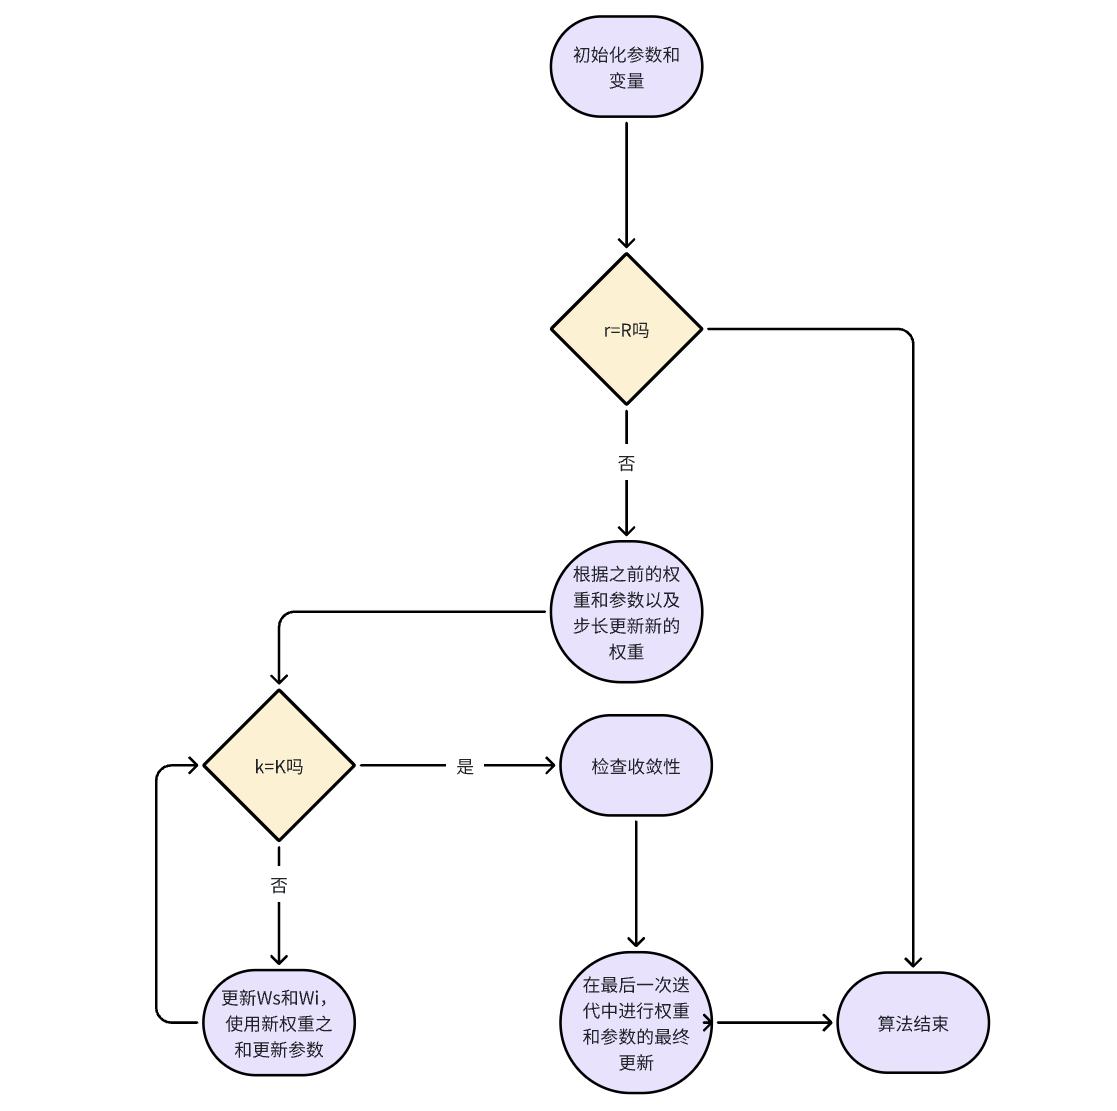 初始化参数和
变量
r=R吗
否
根据之前的权
重和参数以及
步长更新新的
权重
k=K吗
是
检查收敛性
否
更新Ws和Wi，
使用新权重之
和更新参数
在最后一次迭
代中进行权重
和参数的最终
更新
算法结束